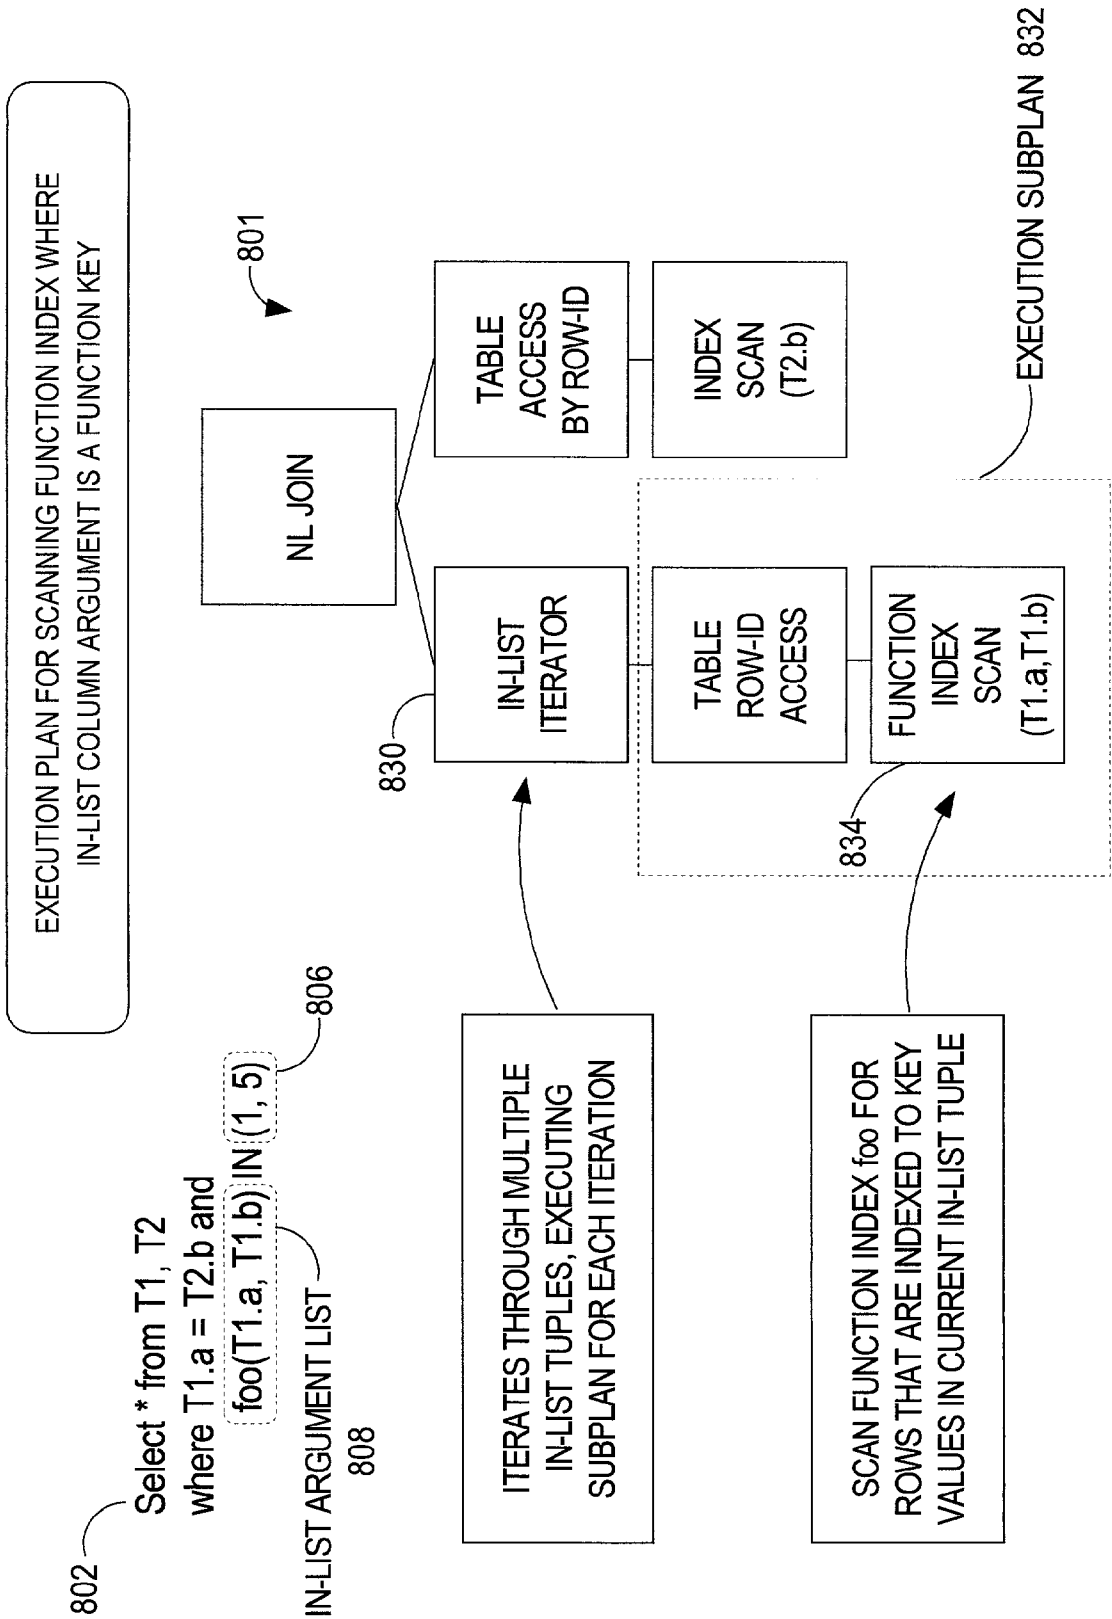 EXECUTION PLAN FOR SCANNING FUNCTION INDEX WHERE
IN-LIST COLUMN ARGUMENT IS A FUNCTION KEY
802
Select * from T1, T2
where T1.a = T2.b and
foo(T1.a, T1.b) IN (1, 5)
806
IN-LIST ARGUMENT LIST
808
801
NL JOIN
830
IN-LIST
ITERATOR
TABLE
ACCESS
BY ROW-ID
ITERATES THROUGH MULTIPLE
IN-LIST TUPLES, EXECUTING
SUBPLAN FOR EACH ITERATION
TABLE
ROW-ID
ACCESS
INDEX
SCAN
(T2.b)
834
FUNCTION
INDEX
SCAN
(T1.a,T1.b)
SCAN FUNCTION INDEX foo FOR
ROWS THAT ARE INDEXED TO KEY
VALUES IN CURRENT IN-LIST TUPLE
EXECUTION SUBPLAN 832